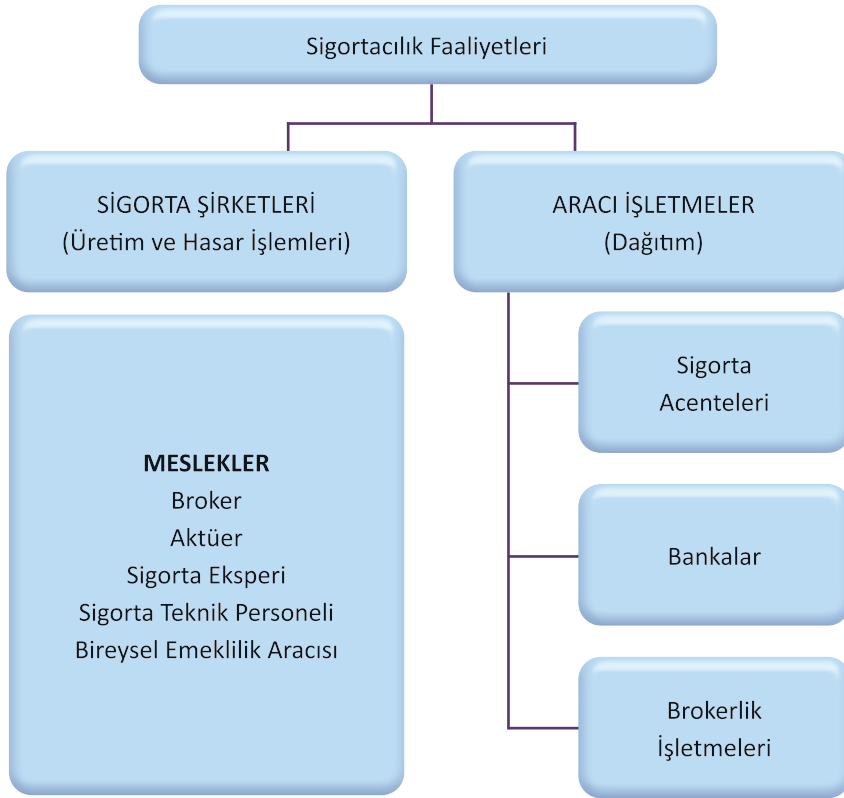 Sigortacılık Faaliyetleri
SİGORTA ŞİRKETLERİ
(Üretim ve Hasar İşlemleri)
ARACI İŞLETMELER
(Dağıtım)
MESLEKLER
Broker
Aktüer
Sigorta Eksperi
Sigorta Teknik Personeli
Bireysel Emeklilik Aracısı
Sigorta
Acenteleri
Bankalar
Brokerlik
İşletmeleri